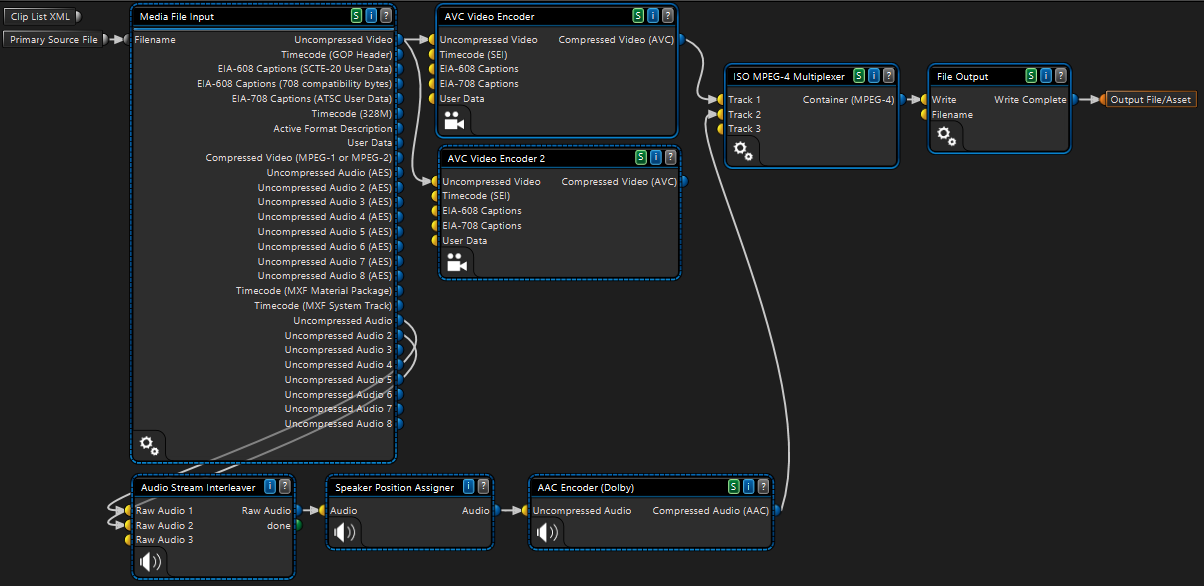 Clip List XML
Primary Source File
Media File Input
S i ?
Filename
Uncompressed Video
Timecode (GOP Header)
EIA-608 Captions (SCTE-20 User Data)
EIA-608 Captions (708 compatibility bytes)
EIA-708 Captions (ATSC User Data)
Timecode (328M)
Active Format Description
User Data
Compressed Video (MPEG-1 or MPEG-2)
Uncompressed Audio (AES)
Uncompressed Audio 2 (AES)
Uncompressed Audio 3 (AES)
Uncompressed Audio 4 (AES)
Uncompressed Audio 5 (AES)
Uncompressed Audio 6 (AES)
Uncompressed Audio 7 (AES)
Uncompressed Audio 8 (AES)
Timecode (MXF Material Package)
Timecode (MXF System Track)
Uncompressed Audio
Uncompressed Audio 2
Uncompressed Audio 3
Uncompressed Audio 4
Uncompressed Audio 5
Uncompressed Audio 6
Uncompressed Audio 7
Uncompressed Audio 8
AVC Video Encoder
S i ?
Uncompressed Video
Compressed Video (AVC)
Timecode (SEI)
EIA-608 Captions
EIA-708 Captions
User Data
AVC Video Encoder 2
S i ?
Uncompressed Video
Compressed Video (AVC)
Timecode (SEI)
EIA-608 Captions
EIA-708 Captions
User Data
ISO MPEG-4 Multiplexer
S i ?
Track 1
Container (MPEG-4)
Track 2
Track 3
File Output
S i ?
Write
Write Complete
Filename
Output File/Asset
Audio Stream Interleaver
i ?
Raw Audio 1
Raw Audio
Raw Audio 2
done
Raw Audio 3
Speaker Position Assigner
i ?
Audio
Audio
AAC Encoder (Dolby)
S i ?
Uncompressed Audio
Compressed Audio (AAC)